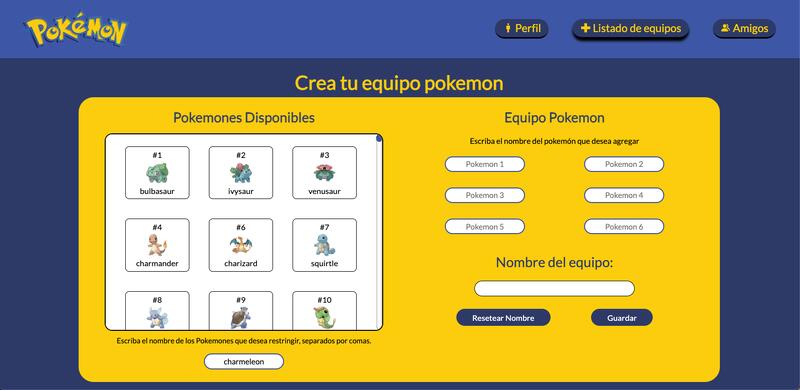 POKéMON
Perfil
Listado de equipos
Amigos
Crea tu equipo pokemon
Pokemones Disponibles
#1
bulbasaur
#2
ivysaur
#3
venusaur
#4
charmander
#6
charizard
#7
squirtle
#8
#9
#10
Escriba el nombre de los Pokemones que desea restringir, separados por comas.
charmeleon
Equipo Pokemon
Escriba el nombre del pokemón que desea agregar
Pokemon 1
Pokemon 2
Pokemon 3
Pokemon 4
Pokemon 5
Pokemon 6
Nombre del equipo:
Resetear Nombre
Guardar